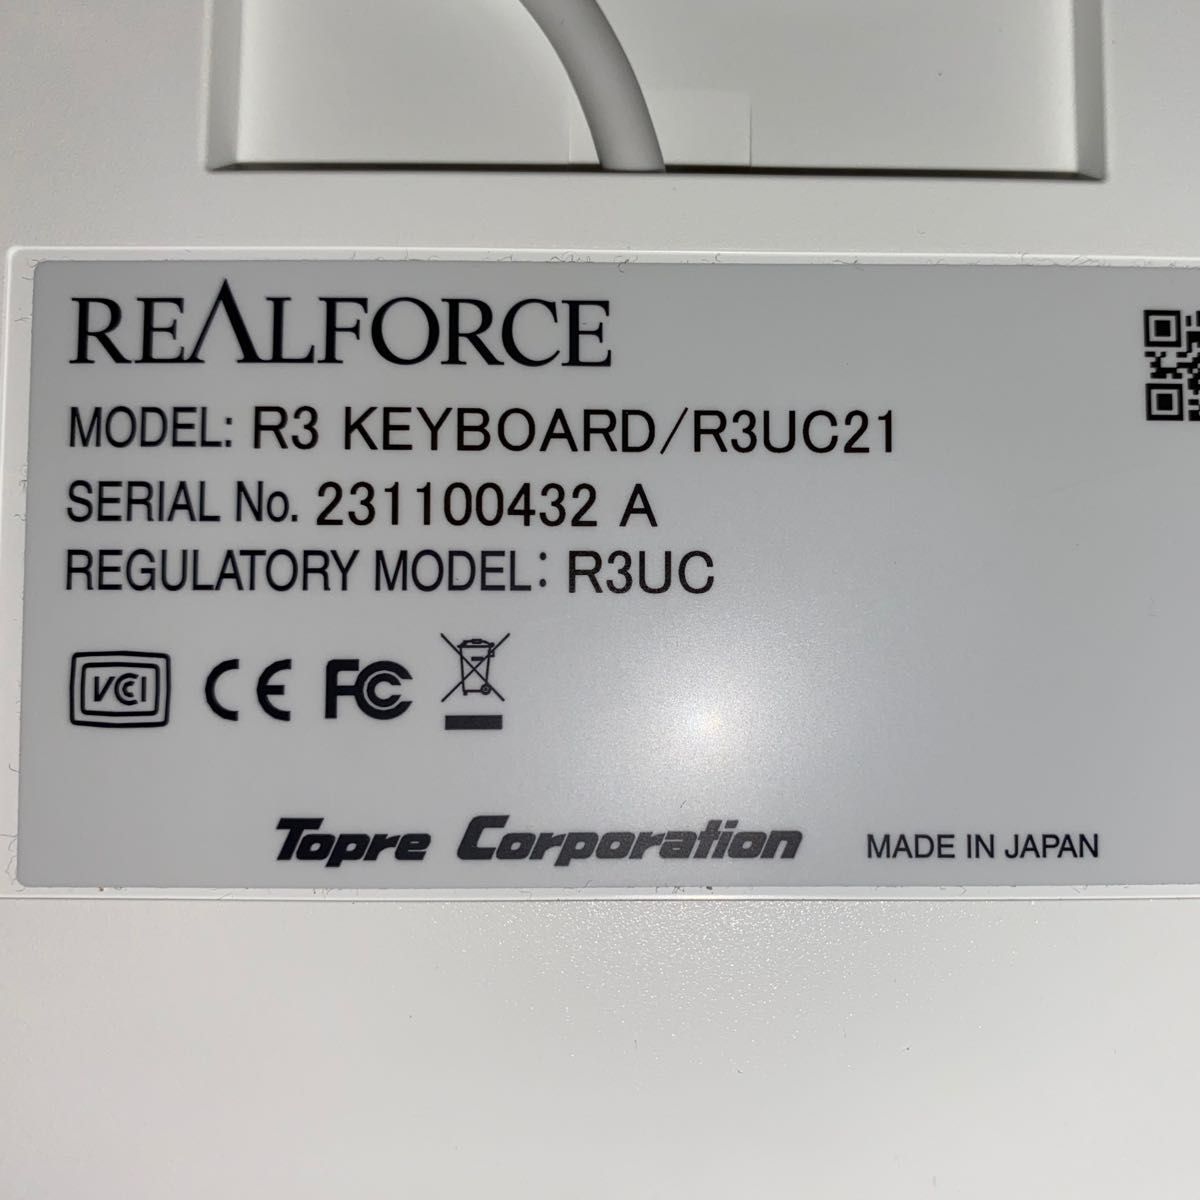 REALFORCE
MODEL: R3 KEYBOARD/R3UC21
SERIAL No. 231100432 A
REGULATORY MODEL: R3UC
VCI CE FC
Topre Corporation MADE IN JAPAN